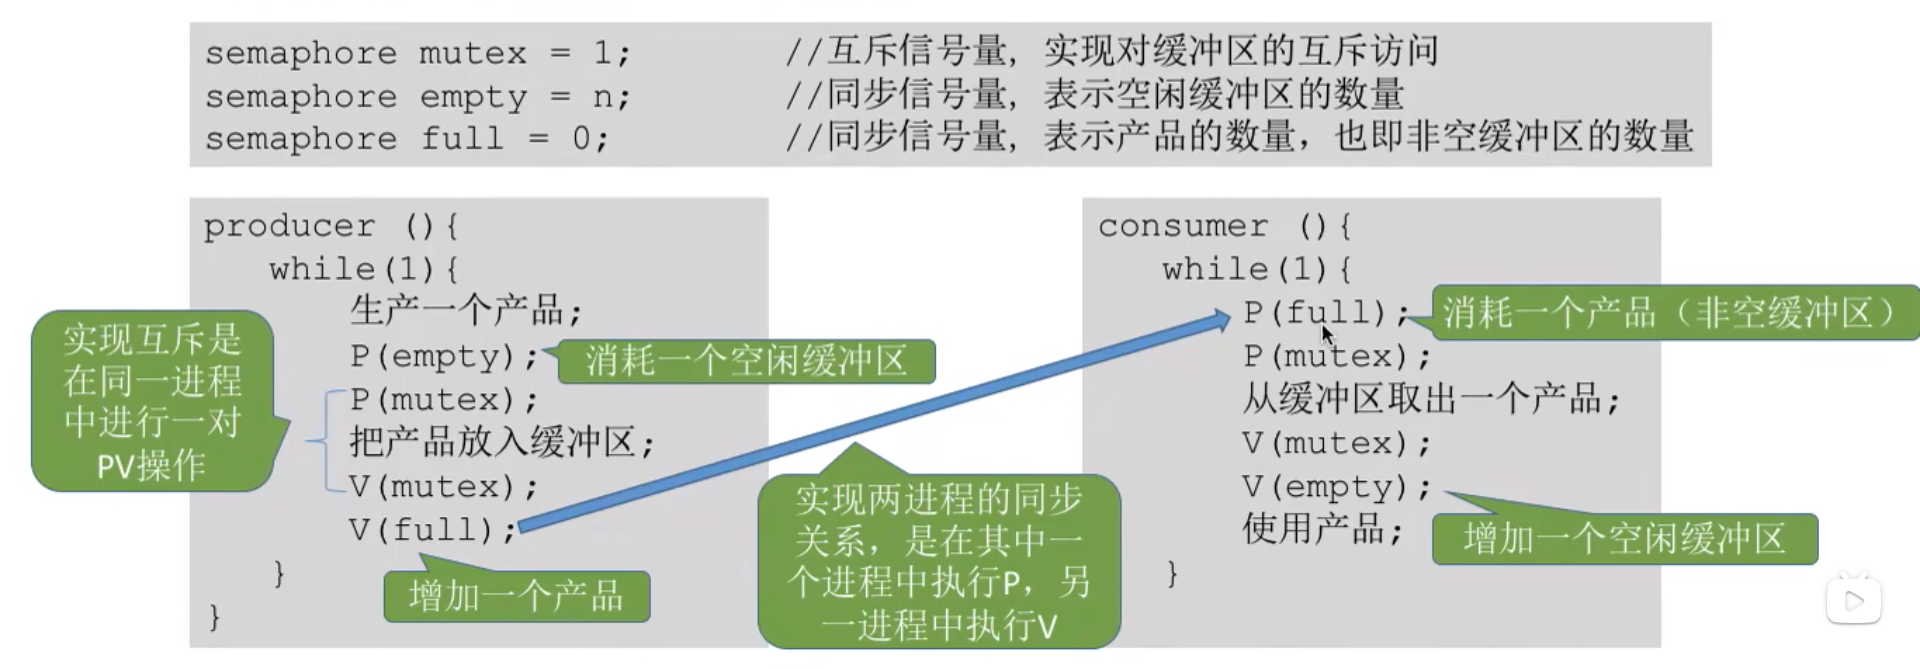 semaphore mutex = 1; //互斥信号量，实现对缓冲区的互斥访问
semaphore empty = n; //同步信号量，表示空闲缓冲区的数量
semaphore full = 0; //同步信号量，表示产品的数量，也即非空缓冲区的数量
producer (){
while(1){
生产一个产品;
P(empty);
消耗一个空闲缓冲区
P(mutex);
把产品放入缓冲区;
V(mutex);
V(full);
}
}
实现互斥是
在同一进程
中进行一对
PV操作
增加一个产品
实现两进程的同步
关系，是在其中一
个进程中执行P，另
一进程中执行V
consumer (){
while(1){
P(full);
消耗一个产品（非空缓冲区）
P(mutex);
从缓冲区取出一个产品;
V(mutex);
V(empty);
增加一个空闲缓冲区
使用产品;
}